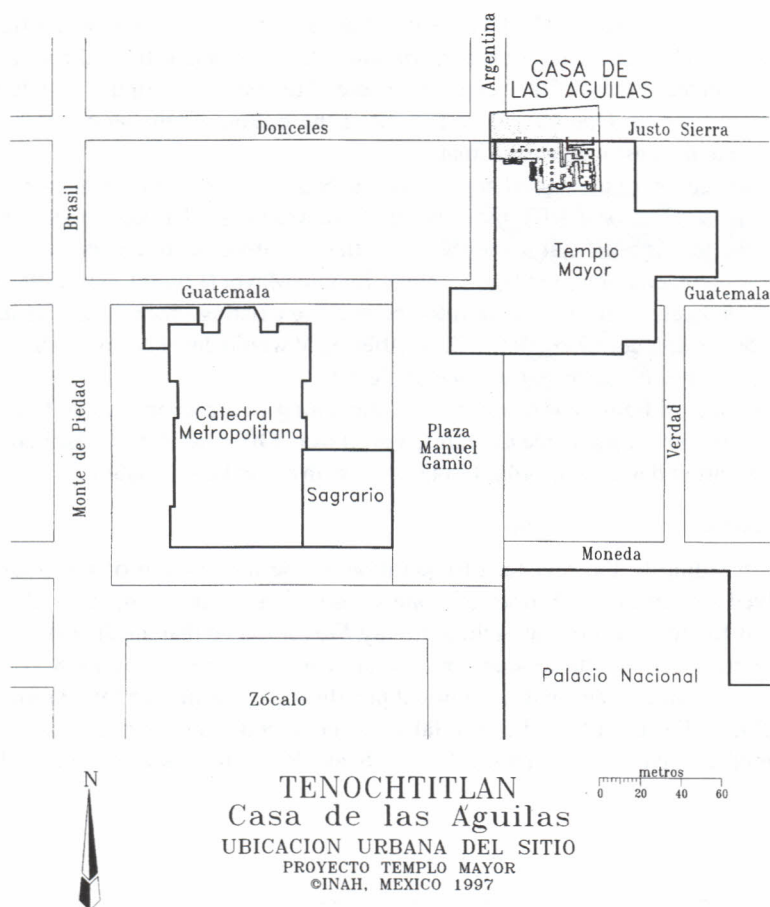 Argentina
CASA DE
LAS AGUILAS
Donceles
Justo Sierra
Brasil
Templo
Mayor
Guatemala
Guatemala
Monte de Piedad
Catedral
Metropolitana
Plaza
Manuel
Gamio
Verdad
Sagrario
Moneda
Palacio Nacional
Zócalo
N
TENOCHTITLAN
Casa de las Águilas
UBICACION URBANA DEL SITIO
PROYECTO TEMPLO MAYOR
©INAH, MEXICO 1997
metros
0 20 40 60